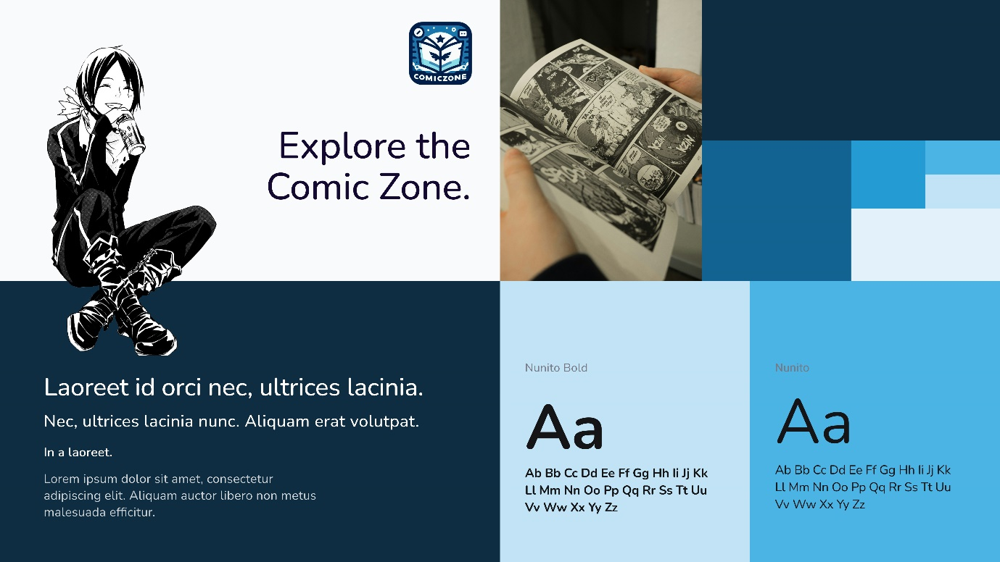 COMICZONE
Explore the
Comic Zone.
Laoreet id orci nec, ultrices lacinia.
Nec, ultrices lacinia nunc. Aliquam erat volutpat.
In a laoreet.
Lorem ipsum dolor sit amet, consectetur
adipiscing elit. Aliquam auctor libero non metus
malesuada efficitur.
Nunito Bold
Aa
Ab Bb Cc Dd Ee Ff Gg Hh Ii Jj Kk
Ll Mm Nn Oo Pp Qq Rr Ss Tt Uu
Vv Ww Xx Yy Zz
Nunito
Aa
Ab Bb Cc Dd Ee Ff Gg Hh Ii Jj Kk
Ll Mm Nn Oo Pp Qq Rr Ss Tt Uu
Vv Ww Xx Yy Zz